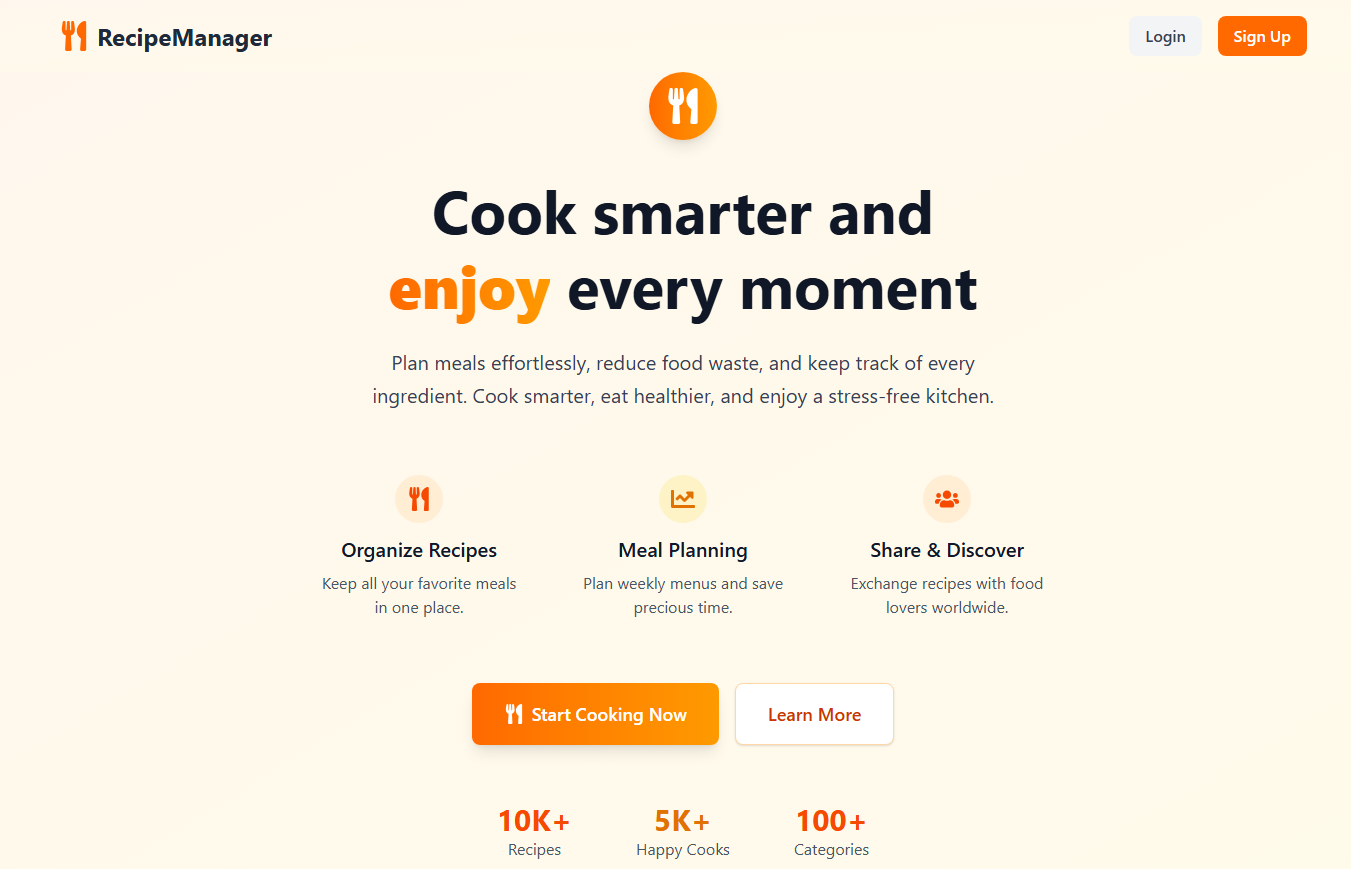 RecipeManager
Login
Sign Up
Cook smarter and
enjoy every moment
Plan meals effortlessly, reduce food waste, and keep track of every
ingredient. Cook smarter, eat healthier, and enjoy a stress-free kitchen.
Organize Recipes
Keep all your favorite meals
in one place.
Meal Planning
Plan weekly menus and save
precious time.
Share & Discover
Exchange recipes with food
lovers worldwide.
Start Cooking Now
Learn More
10K+
Recipes
5K+
Happy Cooks
100+
Categories